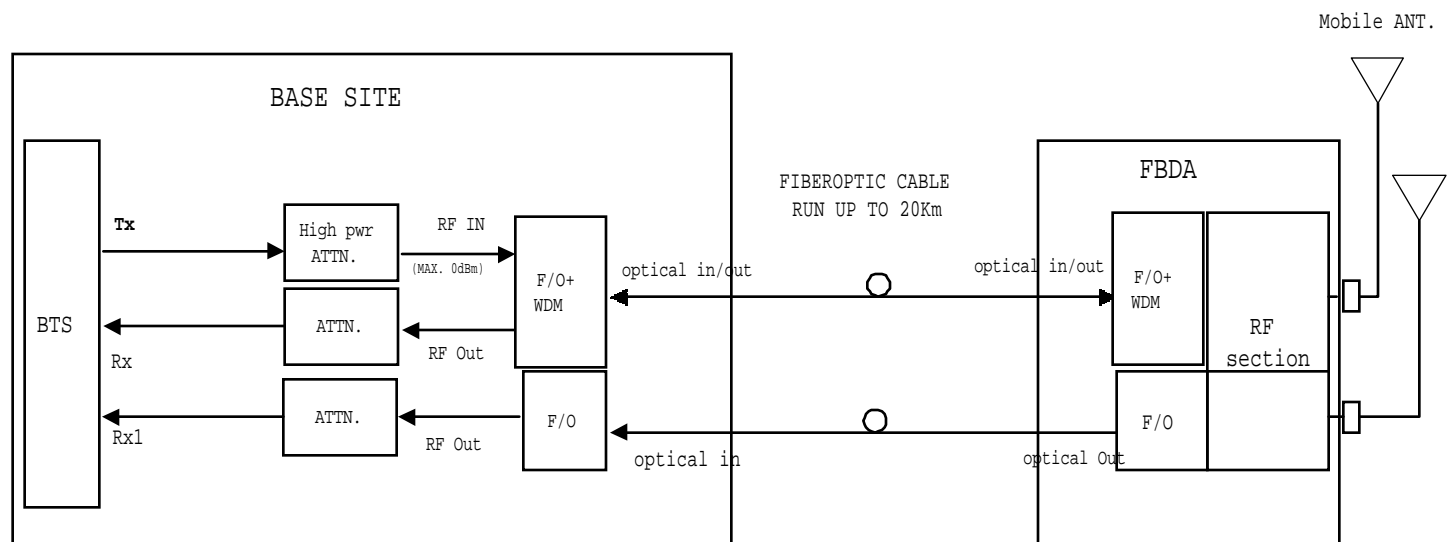 Mobile ANT.
BASE SITE
FBDA
FIBEROPTIC CABLE
RUN UP TO 20Km
Tx
High pwr
ATTN.
RF IN
(MAX. 0dBm)
F/O+
WDM
optical in/out
optical in/out
F/O+
WDM
BTS
ATTN.
RF Out
Rx
RF
section
ATTN.
RF Out
Rx1
F/O
optical in
optical Out
F/O